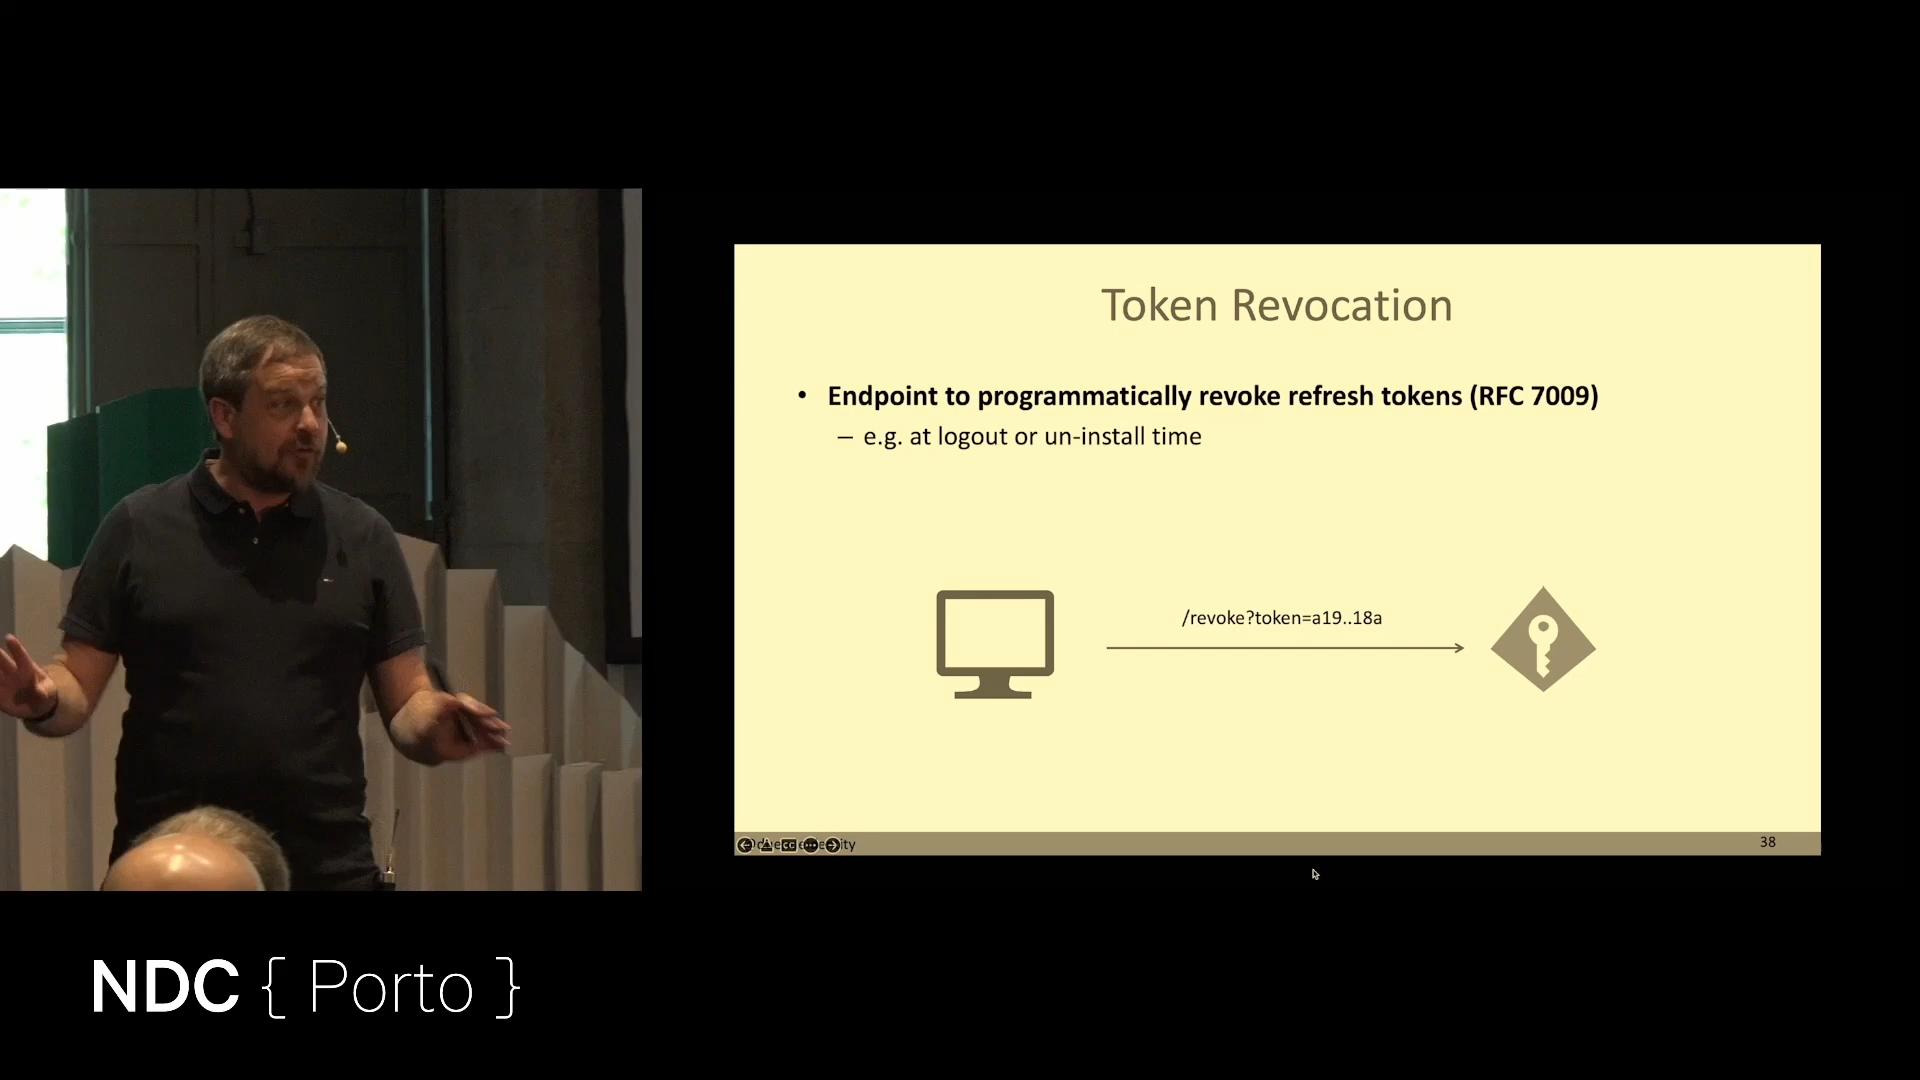 Token Revocation
• Endpoint to programmatically revoke refresh tokens (RFC 7009)
– e.g. at logout or un-install time
/revoke?token=a19..18a
38
NDC { Porto }